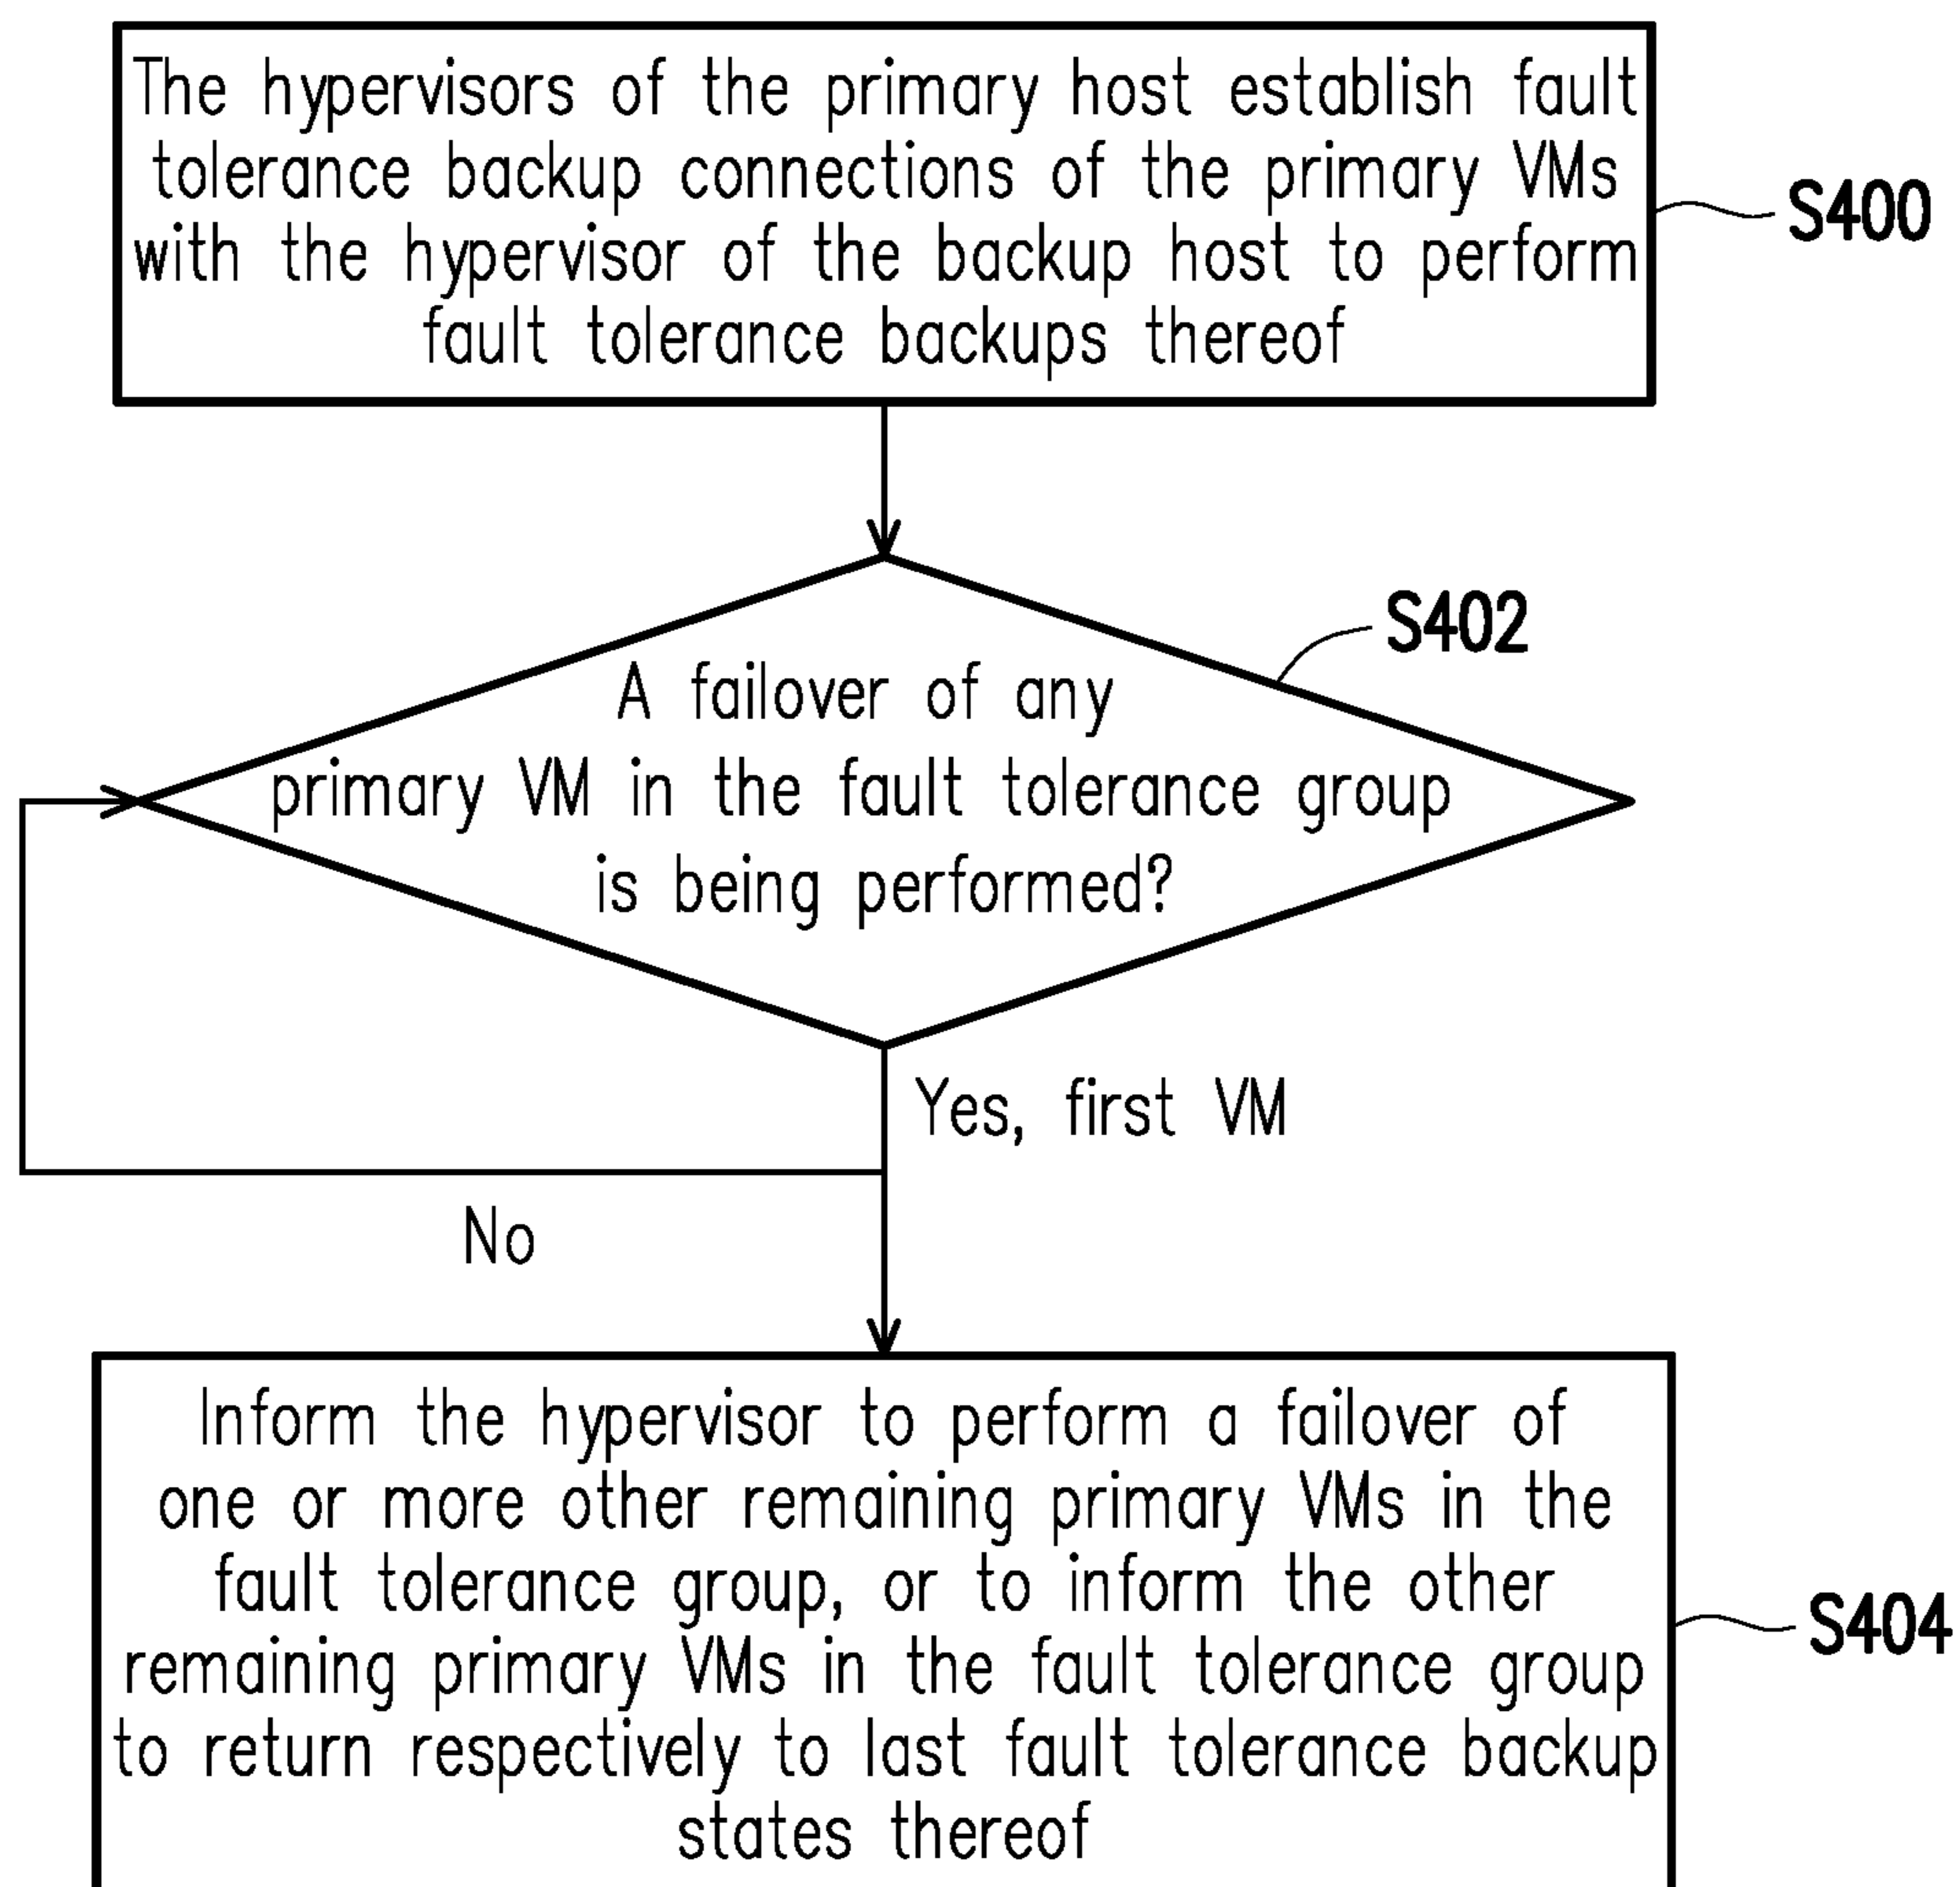 The hypervisors of the primary host establish fault
tolerance backup connections of the primary VMs
with the hypervisor of the backup host to perform
fault tolerance backups thereof
S400
S402
A failover of any
primary VM in the fault tolerance group
is being performed?
Yes, first VM
No
Inform the hypervisor to perform a failover of
one or more other remaining primary VMs in the
fault tolerance group, or to inform the other
remaining primary VMs in the fault tolerance group
to return respectively to last fault tolerance backup
states thereof
S404